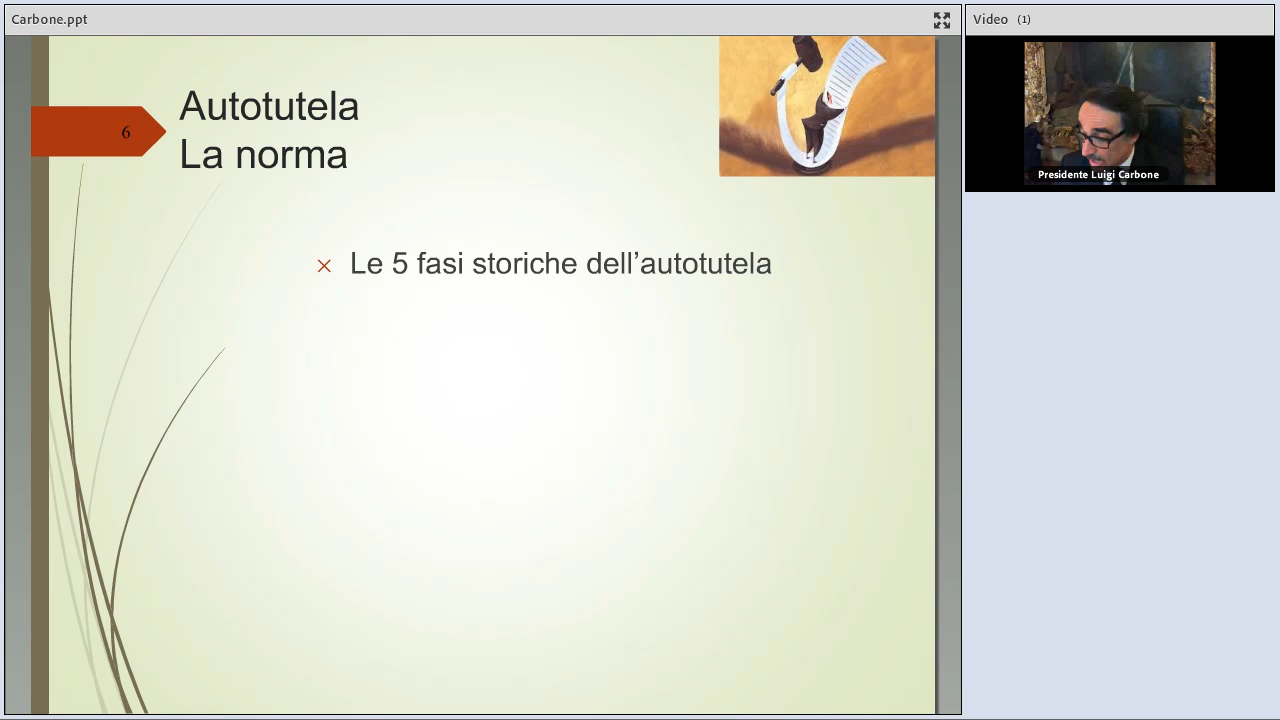 Carbone.ppt
Video (1)
6
Autotutela
La norma
Le 5 fasi storiche dell’autotutela
Presidente Luigi Carbone